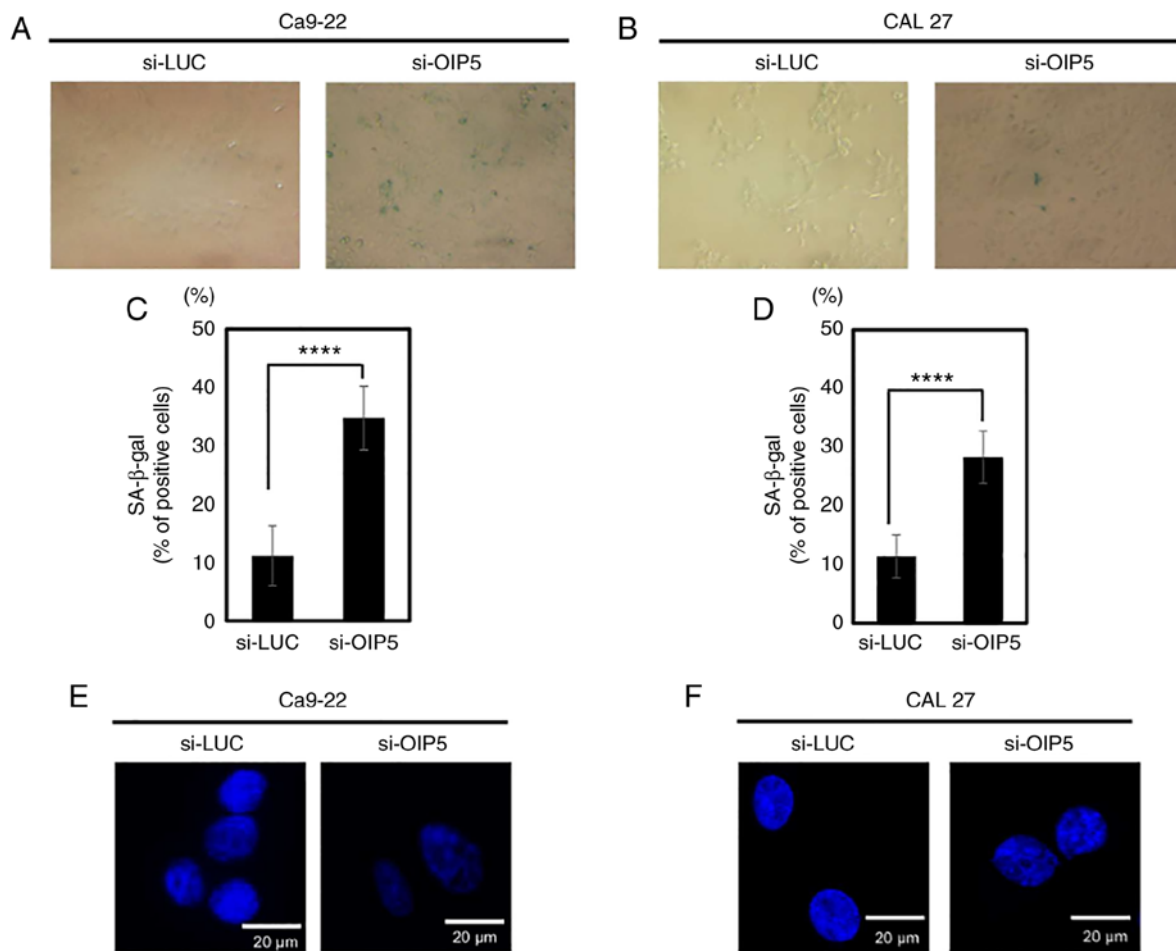 A
Ca9-22
si-LUC
si-OIP5
B
CAL 27
si-LUC
si-OIP5
C
(%)
50
40
30
20
10
0
SA-β-gal
(% of positive cells)
****
si-LUC
si-OIP5
D
(%)
50
40
30
20
10
0
SA-β-gal
(% of positive cells)
****
si-LUC
si-OIP5
E
Ca9-22
si-LUC
si-OIP5
20 µm
20 µm
F
CAL 27
si-LUC
si-OIP5
20 µm
20 µm